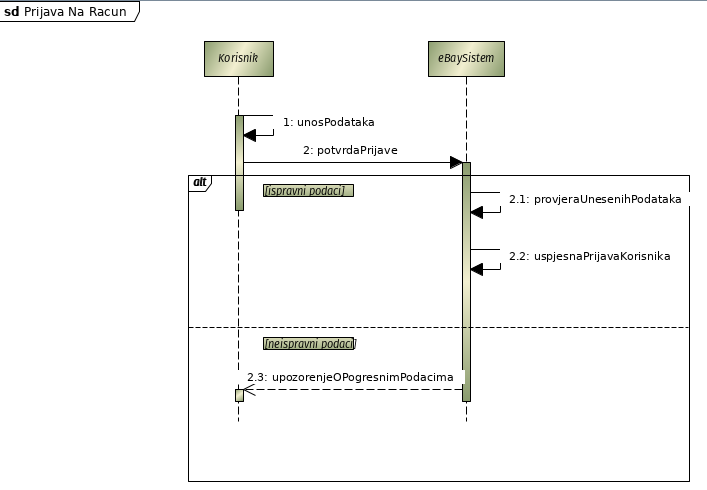 sd Prijava Na Racun
Korisnik
eBaySistem
1: unosPodataka
2: potvrdaPrijave
alt
[ispravni podaci]
2.1: provjeraUnesenihPodataka
2.2: uspjesnaPrijavaKorisnika
[neispravni podaci]
2.3: upozorenjeOPogresnimPodacima